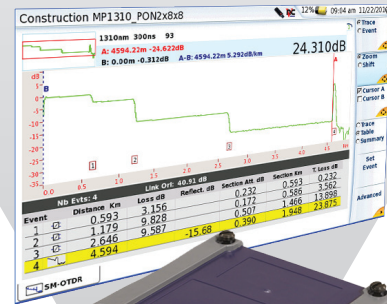 Construction MP1310_PON2x8x8
12% 09:04 am
1310nm 300ns 93
A: 4594.22m -24.622dB
B: 0.00m -0.312dB A-B: 4594.22m 5.292dB/km
24.310dB
Trace
Event
Zoom
Shift
Cursor A
Cursor B
Trace
Table
Summary
Set
Event
Advanced
dB
5
B
A
0
-5
-10
-15
-20
-25
-30
-35
0.0 0.5 1.0 1.5 2.0 2.5 3.0 3.5 4.0 4.5
1 2 3
Nb Evts: 4 Link Orl: 40.91 dB
Event Distance Km Loss dB Reflect. dB Section Att. dB Section Km T. Loss dB
1 0.593 3.156 0.232 0.593 0.232
2 1.179 9.828 0.172 0.586 3.562
3 2.646 9.587 0.507 1.466 13.898
4 4.594 -15.68 0.390 1.948 23.875
SM-OTDR